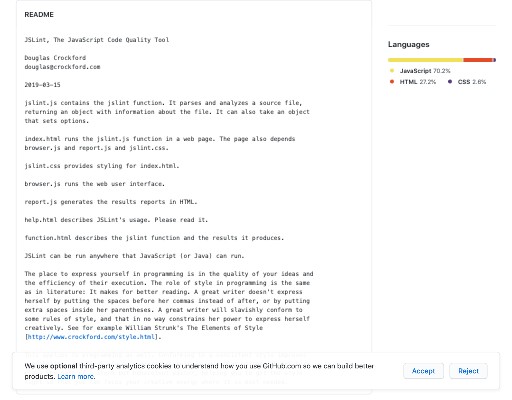 README
JSLint, The JavaScript Code Quality Tool
Douglas Crockford
douglas@crockford.com
2019-03-15
jslint.js contains the jslint function. It parses and analyzes a source file,
returning an object with information about the file. It can also take an object
that sets options.
index.html runs the jslint.js function in a web page. The page also depends
browser.js and report.js and jslint.css.
jslint.css provides styling for index.html.
browser.js runs the web user interface.
report.js generates the results reports in HTML.
help.html describes JSLint's usage. Please read it.
function.html describes the jslint function and the results it produces.
JSLint can be run anywhere that JavaScript (or Java) can run.
The place to express yourself in programming is in the quality of your ideas and
the efficiency of their execution. The role of style in programming is the same
as in literature: It makes for better reading. A great writer doesn't express
herself by putting the spaces before her commas instead of after, or by putting
extra spaces inside her parentheses. A great writer will slavishly conform to
some rules of style, and that in no way constrains her power to express herself
creatively. See for example William Strunk's The Elements of Style
[http://www.crockford.com/style.html].
Languages
JavaScript 70.2%
HTML 27.2% CSS 2.6%
We use optional third-party analytics cookies to understand how you use GitHub.com so we can build better
products. Learn more.
Accept Reject